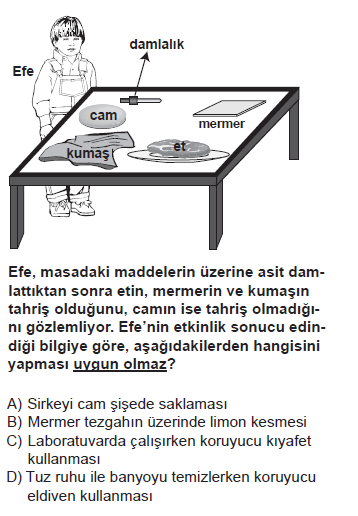 damlalık
Efe
cam
mermer
kumaş
et
Efe, masadaki maddelerin üzerine asit dam-
lattıktan sonra etin, mermerin ve kumaşın
tahriş olduğunu, camın ise tahriş olmadığı-
nı gözlemliyor. Efe'nin etkinlik sonucu edin-
diği bilgiye göre, aşağıdakilerden hangisini
yapması uygun olmaz?
A) Sirkeyi cam şişede saklaması
B) Mermer tezgahın üzerinde limon kesmesi
C) Laboratuvarda çalışırken koruyucu kıyafet
kullanması
D) Tuz ruhu ile banyoyu temizlerken koruyucu
eldiven kullanması